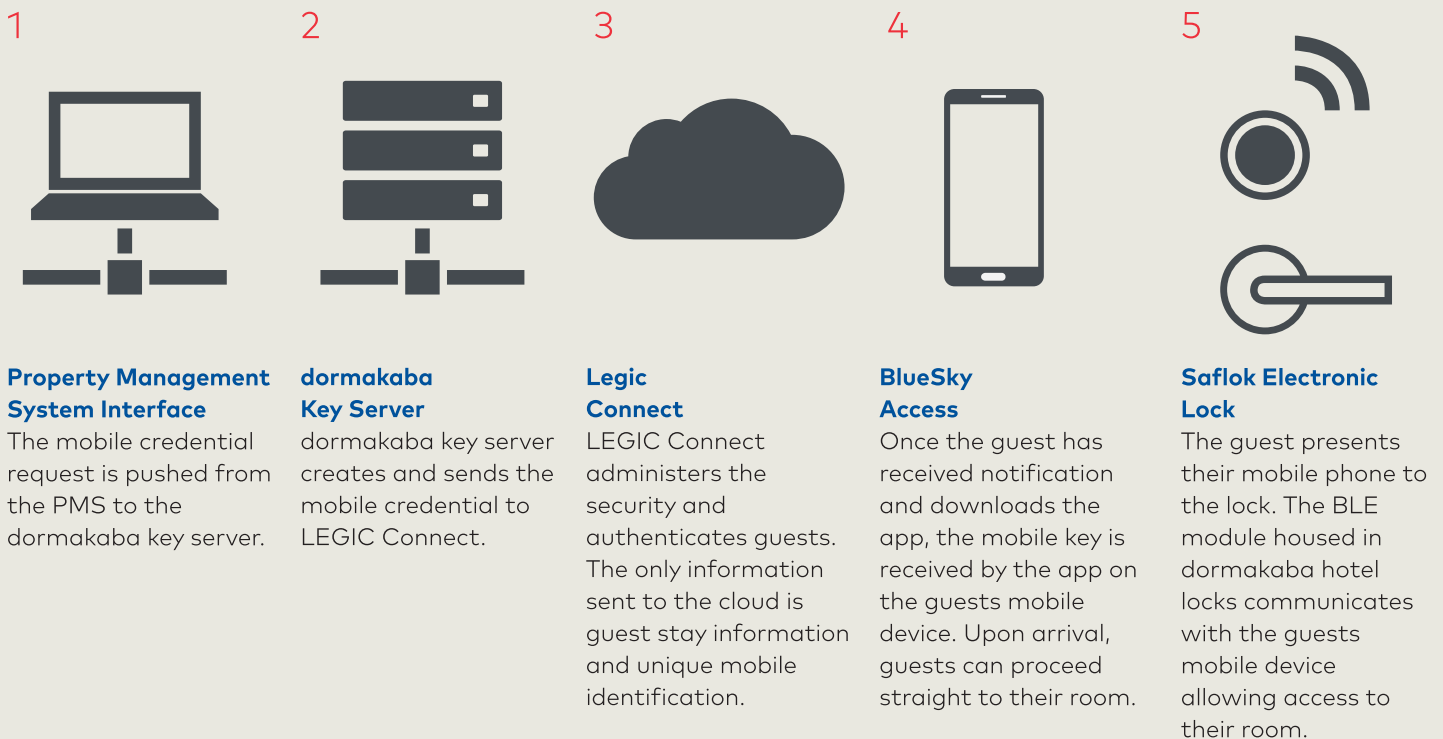 1
Property Management
System Interface
The mobile credential
request is pushed from
the PMS to the
dormakaba key server.
2
dormakaba
Key Server
dormakaba key server
creates and sends the
mobile credential to
LEGIC Connect.
3
Legic
Connect
LEGIC Connect
administers the
security and
authenticates guests.
The only information
sent to the cloud is
guest stay information
and unique mobile
identification.
4
BlueSky
Access
Once the guest has
received notification
and downloads the
app, the mobile key is
received by the app on
the guests mobile
device. Upon arrival,
guests can proceed
straight to their room.
5
Saflok Electronic
Lock
The guest presents
their mobile phone to
the lock. The BLE
module housed in
dormakaba hotel
locks communicates
with the guests
mobile device
allowing access to
their room.